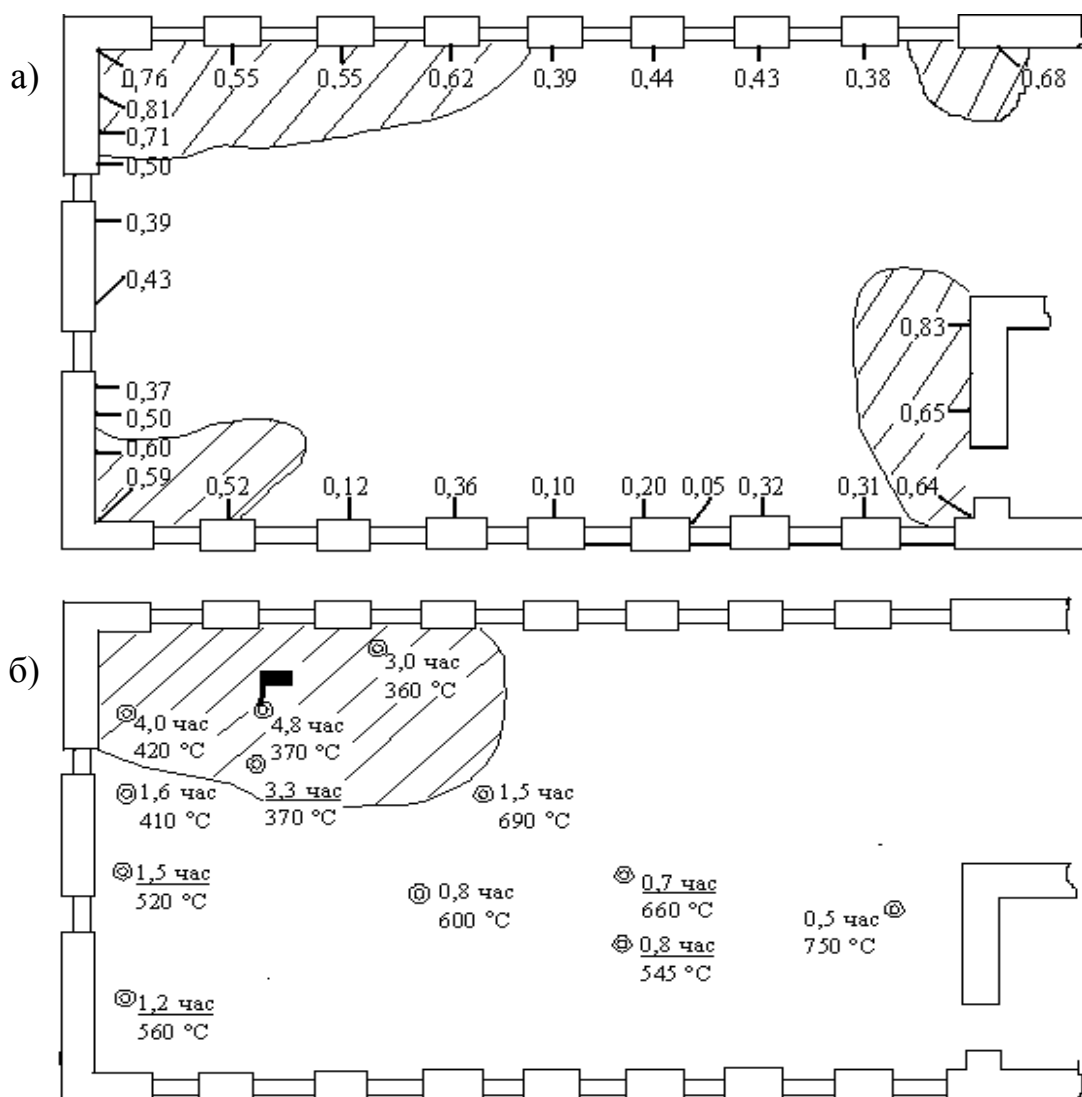 а)
0,76 0,55 0,55 0,62 0,39 0,44 0,43 0,38 0,68
0,81
0,71
0,50
0,39
0,43
0,83
0,37
0,50
0,65
0,60
0,59
0,52 0,12 0,36 0,10 0,20 0,05 0,32 0,31 0,64
б)
3,0 час
360 °C
4,0 час
420 °C
4,8 час
370 °C
3,3 час
370 °C
1,6 час
410 °C
1,5 час
690 °C
1,5 час
520 °C
0,8 час
600 °C
0,7 час
660 °C
0,5 час
750 °C
0,8 час
545 °C
1,2 час
560 °C